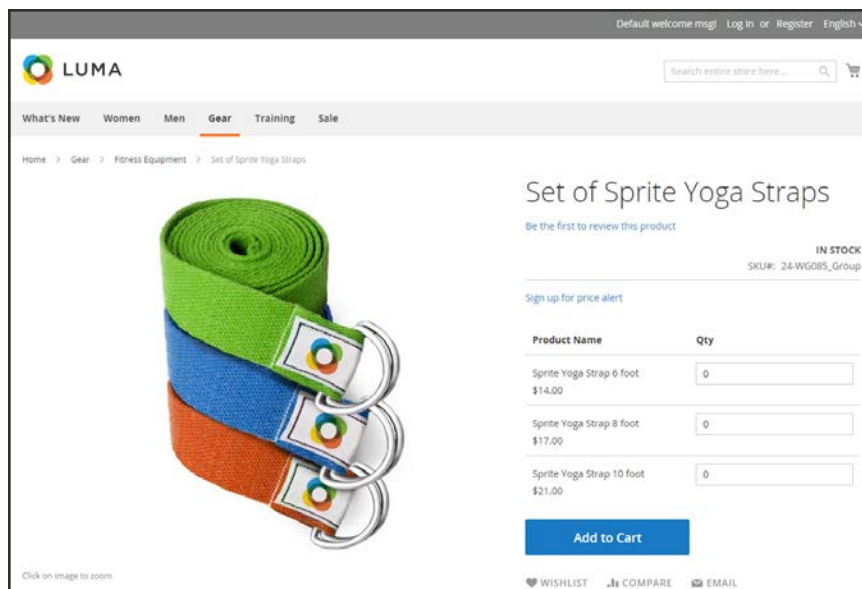 Default welcome msg! Log In or Register English
LUMA
Search entire store here...
What's New Women Men Gear Training Sale
Home > Gear > Fitness Equipment > Set of Sprite Yoga Straps
Set of Sprite Yoga Straps
Be the first to review this product
IN STOCK
SKU#: 24-WG085_Group
Sign up for price alert
Product Name Qty
Sprite Yoga Strap 6 foot 0
$14.00
Sprite Yoga Strap 8 foot 0
$17.00
Sprite Yoga Strap 10 foot 0
$21.00
Add to Cart
Click on image to zoom
WISHLIST COMPARE EMAIL